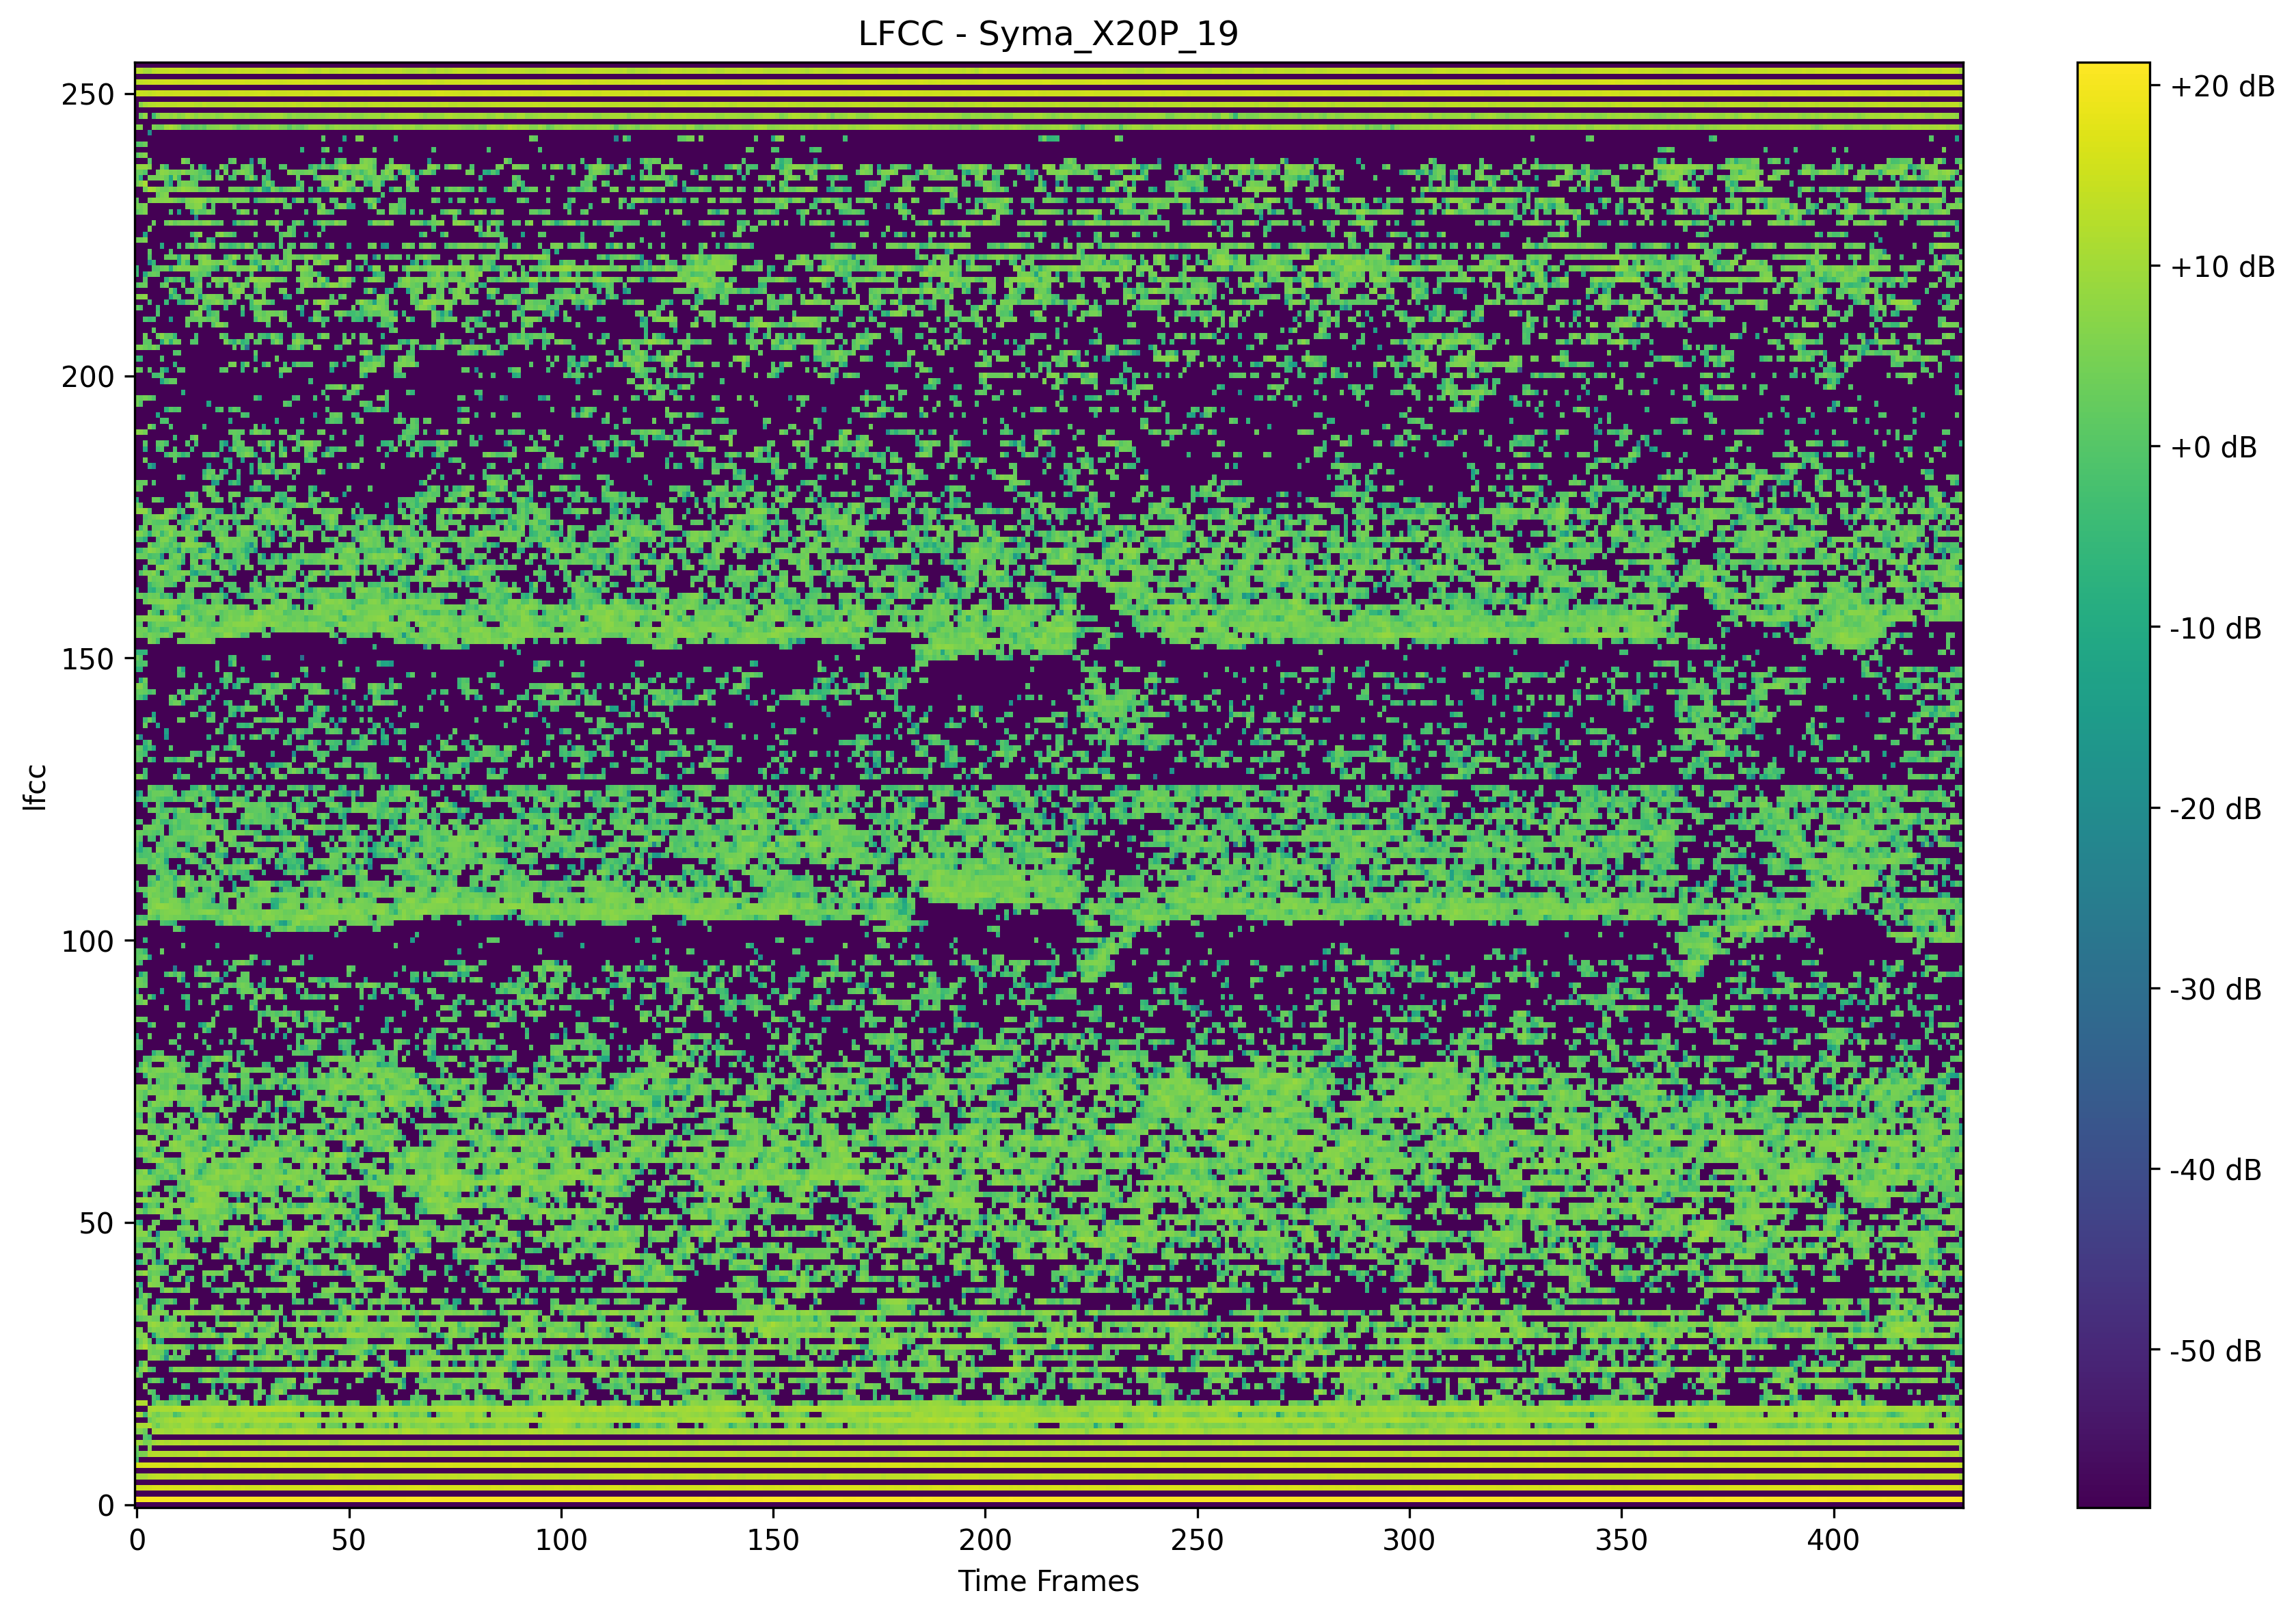 LFCC - Syma_X20P_19
250
200
150
100
50
0
lfcc
0 50 100 150 200 250 300 350 400
Time Frames
+20 dB
+10 dB
+0 dB
-10 dB
-20 dB
-30 dB
-40 dB
-50 dB